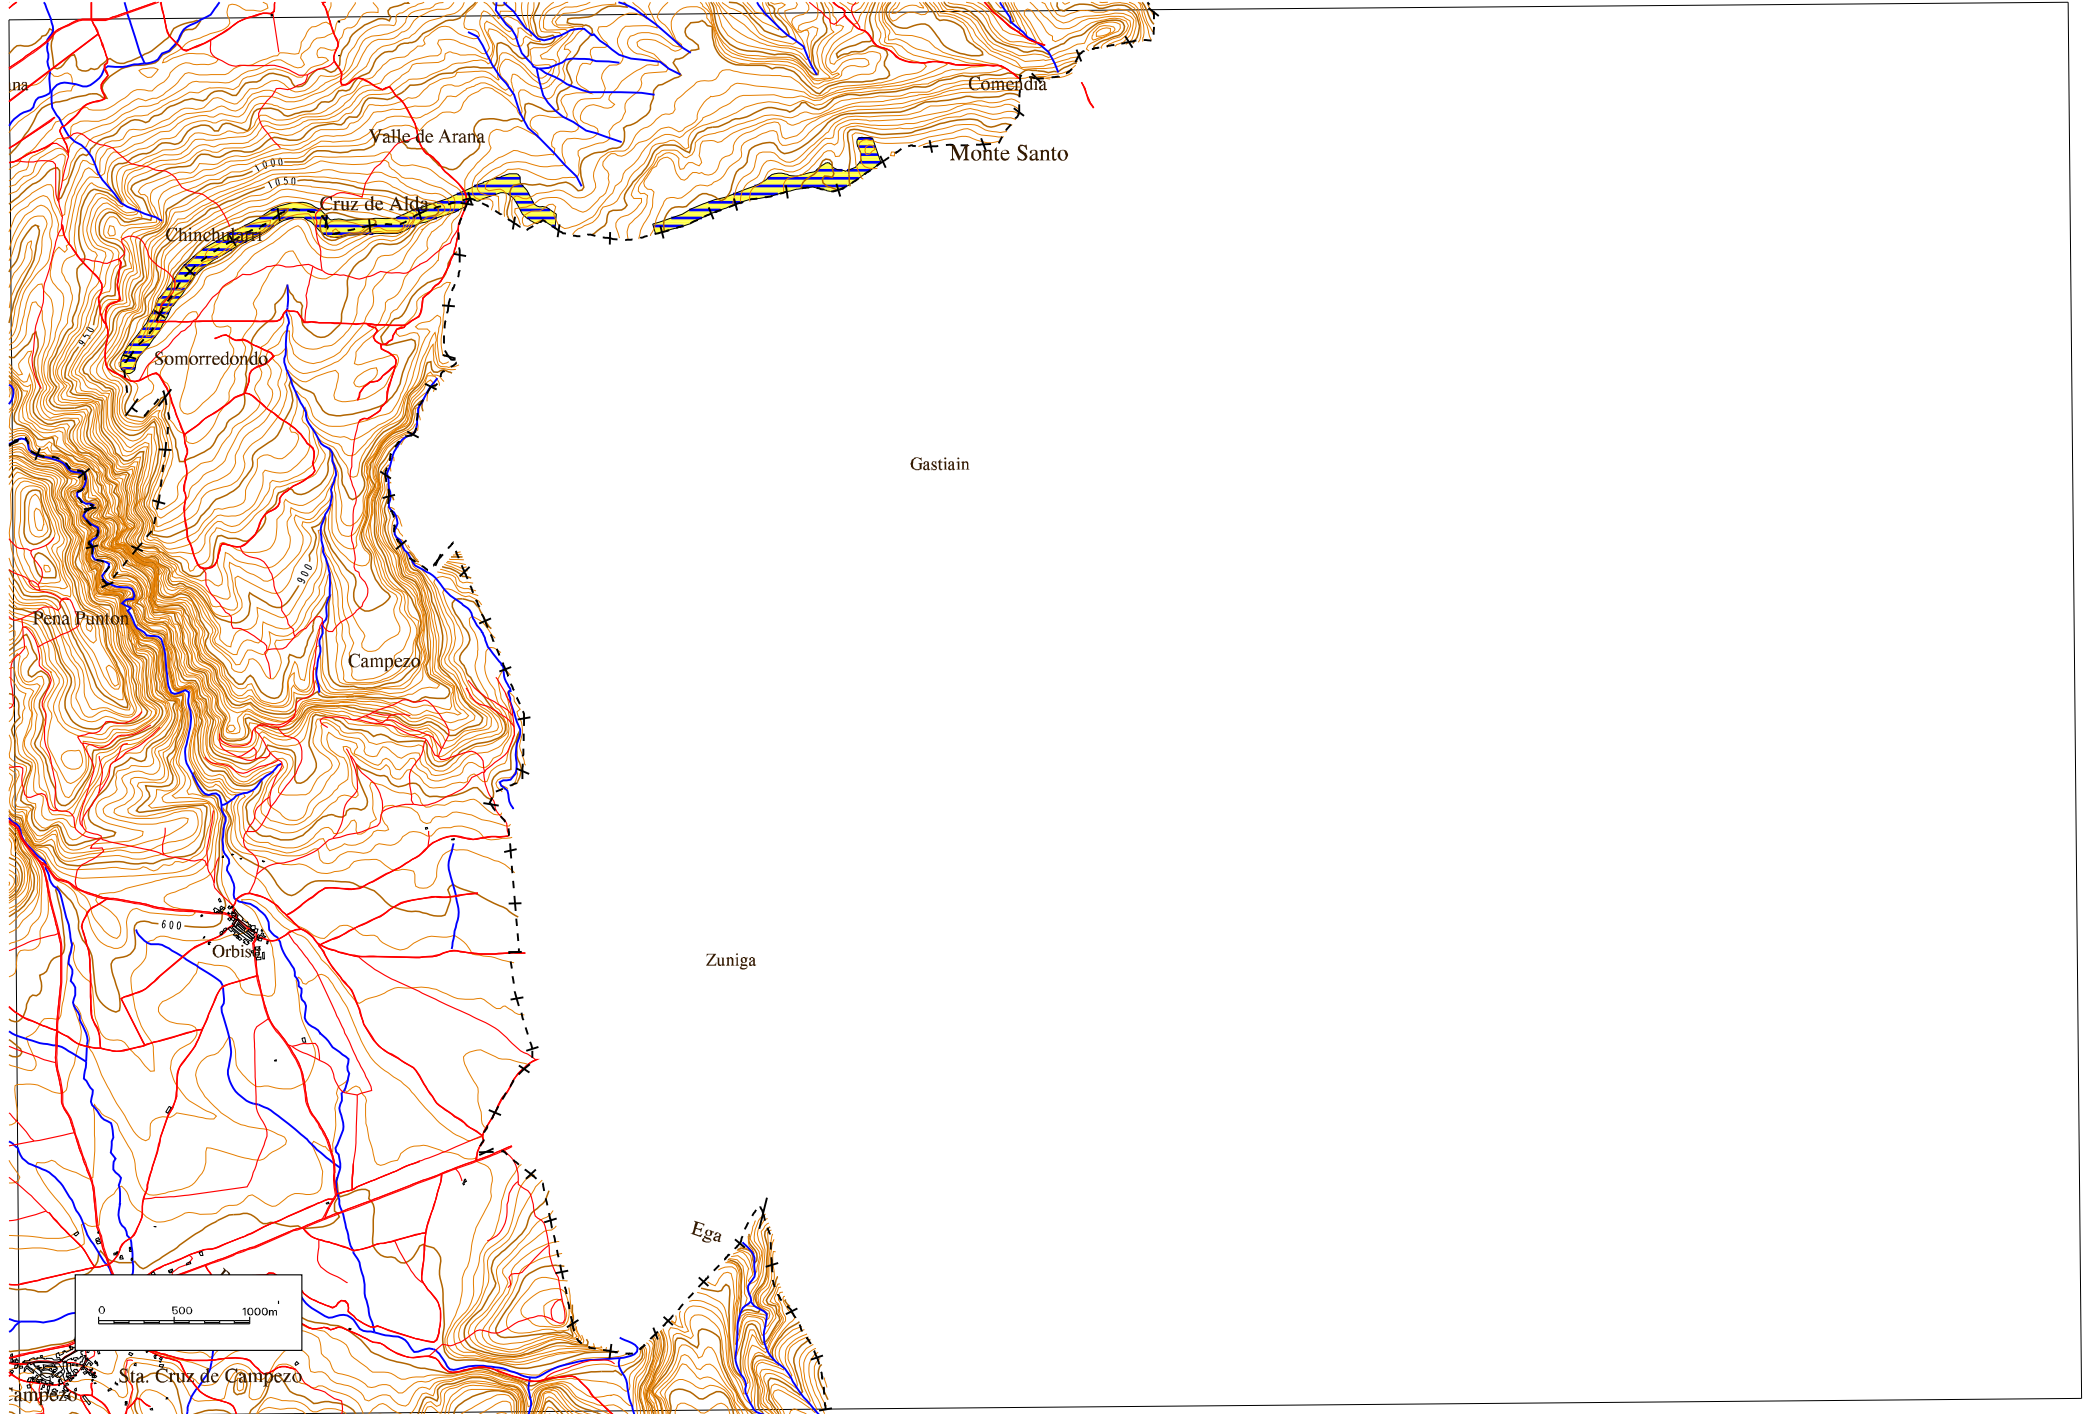 na
Comendia
Valle de Arana
Monte Santo
1000
1050
Cruz de Alda
Chinchularri
950
Somorredondo
Gastiain
900
Pena Punton
Campezo
600
Orbiso
Zuniga
Ega
0 500 1000m
Sta. Cruz de Campezo
ampezo